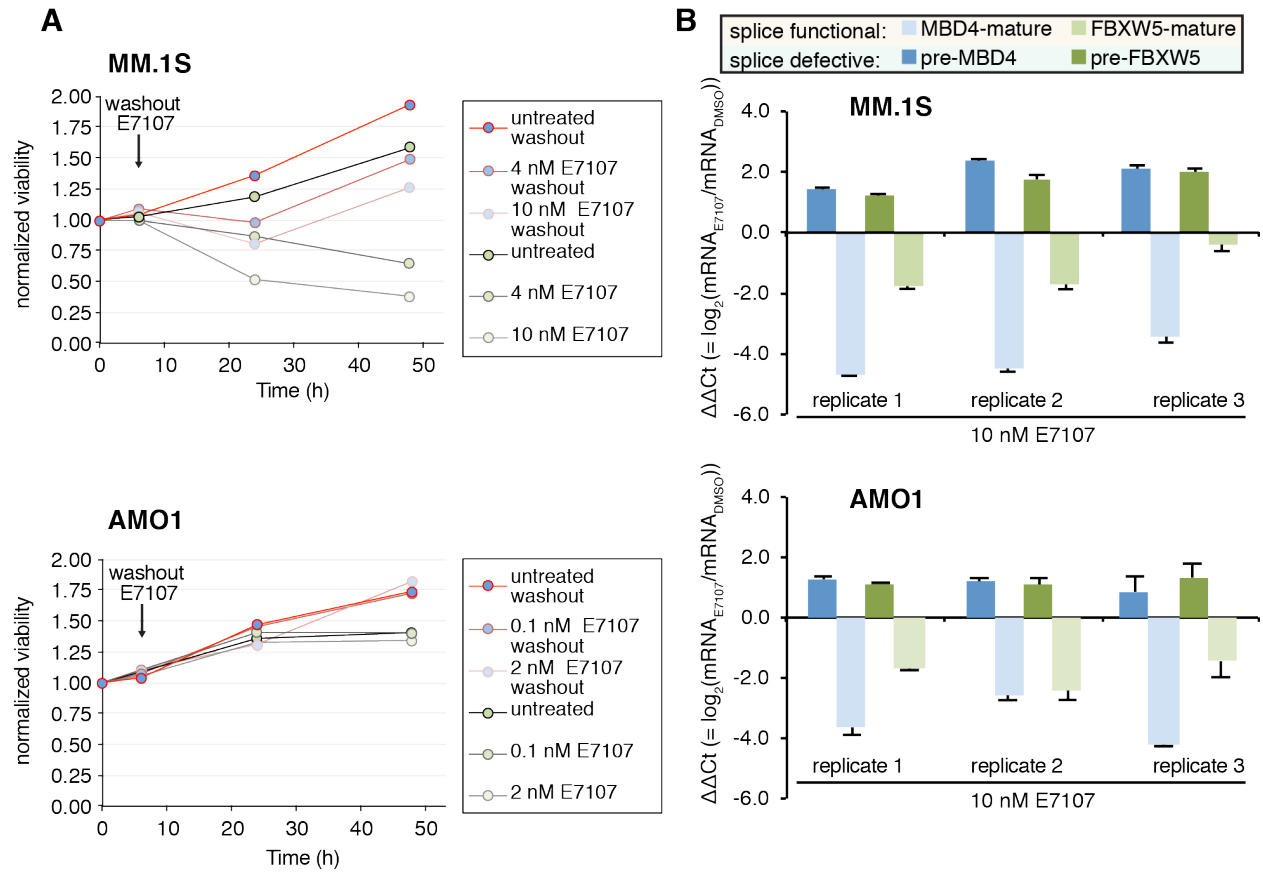 A
MM.1S
normalized viability
2.00
1.75
1.50
1.25
1.00
0.75
0.50
0.25
0.00
washout
E7107
0
10
20
30
40
50
Time (h)
untreated
washout
4 nM E7107
washout
10 nM E7107
washout
untreated
4 nM E7107
10 nM E7107
AMO1
normalized viability
2.00
1.75
1.50
1.25
1.00
0.75
0.50
0.25
0.00
washout
E7107
0
10
20
30
40
50
Time (h)
untreated
washout
0.1 nM E7107
washout
2 nM E7107
washout
untreated
0.1 nM E7107
2 nM E7107
B
splice functional: MBD4-mature FBXW5-mature
splice defective: pre-MBD4 pre-FBXW5
MM.1S
ΔΔCt (= log2(mRNAE7107/mRNADMSO))
4.0
2.0
0.0
-2.0
-4.0
-6.0
replicate 1
replicate 2
replicate 3
10 nM E7107
AMO1
ΔΔCt (= log2(mRNAE7107/mRNADMSO))
4.0
2.0
0.0
-2.0
-4.0
-6.0
replicate 1
replicate 2
replicate 3
10 nM E7107